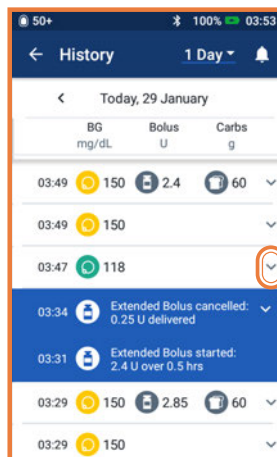 50+ 100% 03:53
History 1 Day
Today, 29 January
BG Bolus Carbs
mg/dL U g
03:49 150 2.4 60
03:49 150
03:47 118
03:34 Extended Bolus cancelled:
0.25 U delivered
03:31 Extended Bolus started:
2.4 U over 0.5 hrs
03:29 150 2.85 60
03:29 150